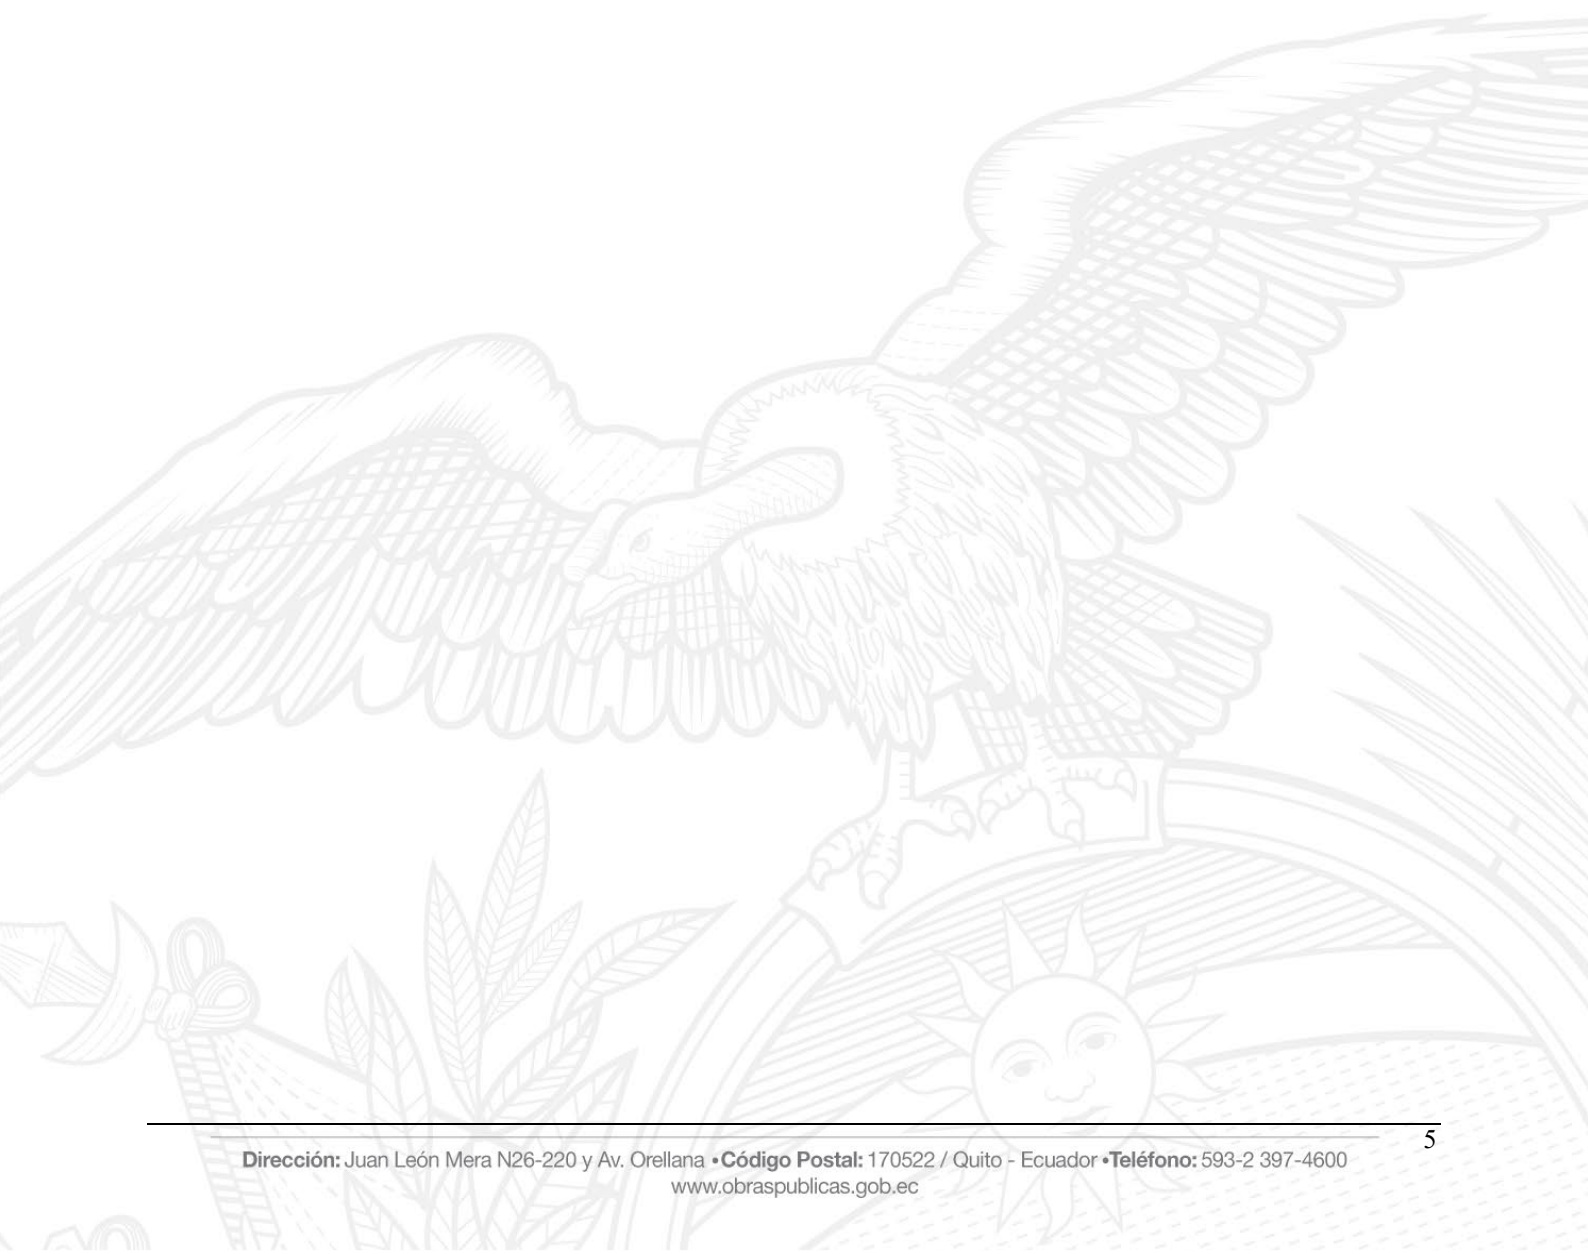 5
Dirección: Juan León Mera N26-220 y Av. Orellana •Código Postal: 170522 / Quito - Ecuador •Teléfono: 593-2 397-4600
www.obraspublicas.gob.ec